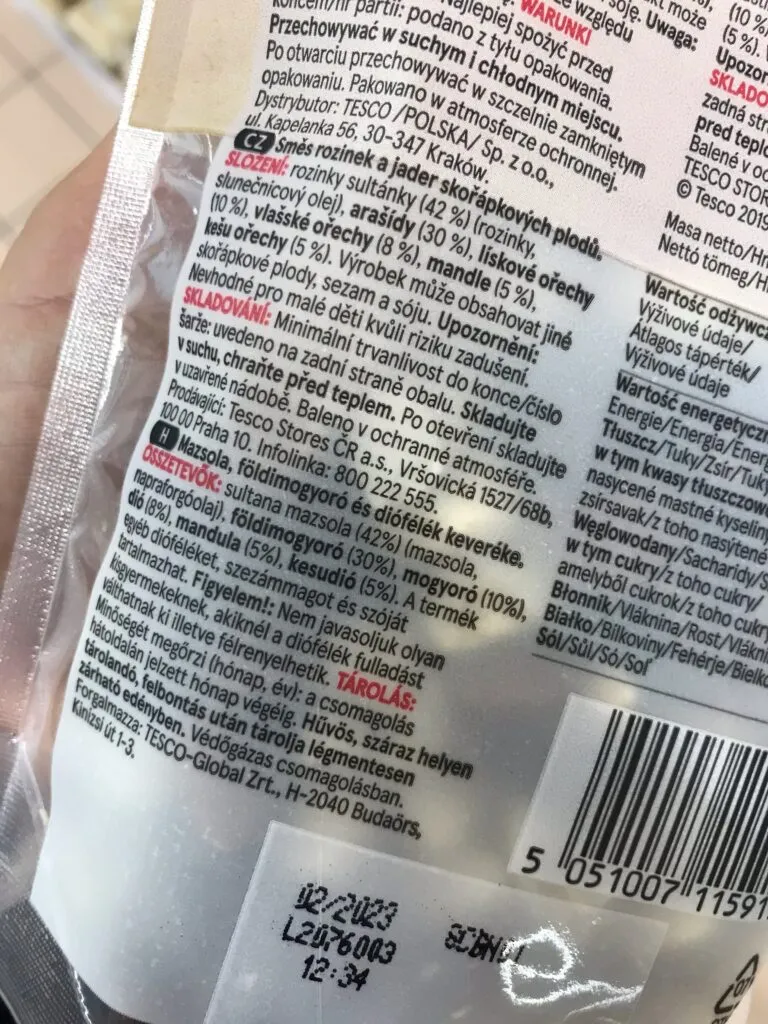 koncem/nr partii: podano z tyłu opakowania.
Najlepiej spożyć przed
WARUNKI
Przechowywać w suchym i chłodnym miejscu.
Po otwarciu przechowywać w szczelnie zamkniętym
opakowaniu. Pakowano w atmosferze ochronnej.
Dystrybutor: TESCO /POLSKA/ Sp. z o.o.,
ul. Kapelanka 56, 30-347 Kraków.
CZ Směs rozinek a jader skořápkových plodů.
SLOŽENÍ: rozinky sultánky (42 %) (rozinky,
slunečnicový olej), arašídy (30 %), lískové ořechy
(10 %), vlašské ořechy (8 %), mandle (5 %),
kešu ořechy (5 %). Výrobek může obsahovat jiné
skořápkové plody, sezam a sóju. Upozornění:
Nevhodné pro malé děti kvůli riziku zadušení.
SKLADOVÁNÍ: Minimální trvanlivost do konce/číslo
šarže: uvedeno na zadní straně obalu. Skladujte
v suchu, chraňte před teplem. Po otevření skladujte
v uzavřené nádobě. Baleno v ochranné atmosféře.
Prodávající: Tesco Stores ČR a.s., Vršovická 1527/68b,
100 00 Praha 10. Infolinka: 800 222 555.
H Mazsola, földimogyoró és diófélék keveréke.
ÖSSZETEVŐK: sultana mazsola (42%) (mazsola,
napraforgóolaj), földimogyoró (30%), mogyoró (10%),
dió (8%), mandula (5%), kesudió (5%). A termék
egyéb dióféléket, szezámmagot és szóját
tartalmazhat. Figyelem!: Nem javasoljuk olyan
kisgyermekeknek, akiknél a diófélék fulladást
válthatnak ki illetve félrenyelhetik. TÁROLÁS:
Minőségét megőrzi (hónap, év): a csomagolás
hátoldalán jelzett hónap végéig. Hűvös, száraz helyen
tárolandó, felbontás után tárolja légmentesen
zárható edényben. Védőgázas csomagolásban.
Forgalmazza: TESCO-Global Zrt., H-2040 Budaörs,
Kinizsi út 1-3.
(10 %
(5 %).
Upozor
SKLADO
zadní str
před tepl
Balené v oc
TESCO STOR
© Tesco 2019
Masa netto/Hm
Nettó tömeg/H
Wartość odżywcz
Výživové údaje/
Átlagos tápérték/
Výživové údaje
Wartość energetyczn
Energie/Energia/Energ
Tłuszcz/Tuky/Zsír/Tuky
w tym kwasy tłuszczowe
nasycené mastné kyseliny
zsírsavak/z toho nasýtené
Węglowodany/Sacharidy/S
w tym cukry/z toho cukry/
amelyből cukrok/z toho cukry
Błonnik/Vláknina/Rost/Vlákni
Białko/Bílkoviny/Fehérje/Bielko
Sól/Sůl/Só/Soľ
5 051007 11591
02/2023
L2076003
12:34